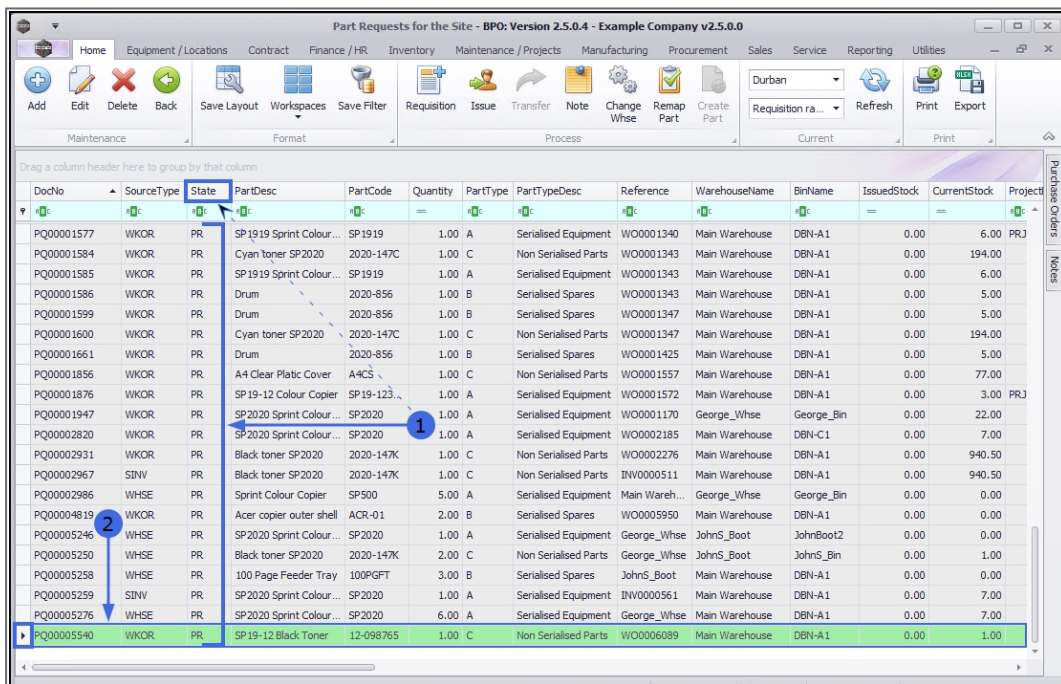 Part Requests for the Site - BPO: Version 2.5.0.4 - Example Company v2.5.0.0
Home Equipment / Locations Contract Finance / HR Inventory Maintenance / Projects Manufacturing Procurement Sales Service Reporting Utilities
Add Edit Delete Back Save Layout Workspaces Save Filter Requisition Issue Transfer Note Change Whse Remap Part Create Part Durban Requisition ra... Refresh Print Export
Maintenance Format Process Current Print
Drag a column header here to group by that column
DocNo SourceType State PartDesc PartCode Quantity PartType PartTypeDesc Reference WarehouseName BinName IssuedStock CurrentStock
PQ00001577 WKOR PR SP1919 Sprint Colour... SP1919 1.00 A Serialised Equipment WO0001340 Main Warehouse DBN-A1 0.00 6.00 PRJ
PQ00001584 WKOR PR Cyan toner SP2020 2020-147C 1.00 C Non Serialised Parts WO0001343 Main Warehouse DBN-A1 0.00 194.00
PQ00001585 WKOR PR SP1919 Sprint Colour... SP1919 1.00 A Serialised Equipment WO0001343 Main Warehouse DBN-A1 0.00 6.00
PQ00001586 WKOR PR Drum 2020-856 1.00 B Serialised Spares WO0001343 Main Warehouse DBN-A1 0.00 5.00
PQ00001599 WKOR PR Drum 2020-856 1.00 B Serialised Spares WO0001347 Main Warehouse DBN-A1 0.00 5.00
PQ00001600 WKOR PR Cyan toner SP2020 2020-147C 1.00 C Non Serialised Parts WO0001347 Main Warehouse DBN-A1 0.00 194.00
PQ00001661 WKOR PR Drum 2020-856 1.00 B Serialised Spares WO0001425 Main Warehouse DBN-A1 0.00 5.00
PQ00001856 WKOR PR A4 Clear Platic Cover A4CS 1.00 C Non Serialised Parts WO0001557 Main Warehouse DBN-A1 0.00 77.00
PQ00001876 WKOR PR SP19-12 Colour Copier SP19-123... 1.00 A Serialised Equipment WO0001572 Main Warehouse DBN-A1 0.00 3.00 PRJ
PQ00001947 WKOR PR SP2020 Sprint Colour... SP2020 1.00 A Serialised Equipment WO0001170 George_Whse George_Bin 0.00 22.00
PQ00002820 WKOR PR SP2020 Sprint Colour... SP2020 1.00 A Serialised Equipment WO0002185 Main Warehouse DBN-C1 0.00 7.00
PQ00002931 WKOR PR Black toner SP2020 2020-147K 1.00 C Non Serialised Parts WO0002276 Main Warehouse DBN-A1 0.00 940.50
PQ00002967 SINV PR Black toner SP2020 2020-147K 1.00 C Non Serialised Parts INV0000511 Main Warehouse DBN-A1 0.00 940.50
PQ00002986 WHSE PR Sprint Colour Copier SP500 5.00 A Serialised Equipment Main Wareh... George_Whse George_Bin 0.00 0.00
PQ00004819 WKOR PR Acer copier outer shell ACR-01 2.00 B Serialised Spares WO0005950 Main Warehouse DBN-A1 0.00 0.00
PQ00005246 WHSE PR SP2020 Sprint Colour... SP2020 1.00 A Serialised Equipment George_Whse JohnS_Boot JohnBoot2 0.00 0.00
PQ00005250 WHSE PR Black toner SP2020 2020-147K 2.00 C Non Serialised Parts George_Whse JohnS_Boot JohnS_Bin 0.00 1.00
PQ00005258 WHSE PR 100 Page Feeder Tray 100PGFT 3.00 B Serialised Spares JohnS_Boot Main Warehouse DBN-A1 0.00 0.00
PQ00005259 SINV PR SP2020 Sprint Colour... SP2020 1.00 A Serialised Equipment INV0000561 Main Warehouse DBN-A1 0.00 7.00
PQ00005276 WHSE PR SP2020 Sprint Colour... SP2020 6.00 A Serialised Equipment George_Whse Main Warehouse DBN-A1 0.00 7.00
PQ00005540 WKOR PR SP19-12 Black Toner 12-098765 1.00 C Non Serialised Parts WO0006089 Main Warehouse DBN-A1 0.00 1.00
1
2
Purchase Orders
Notes